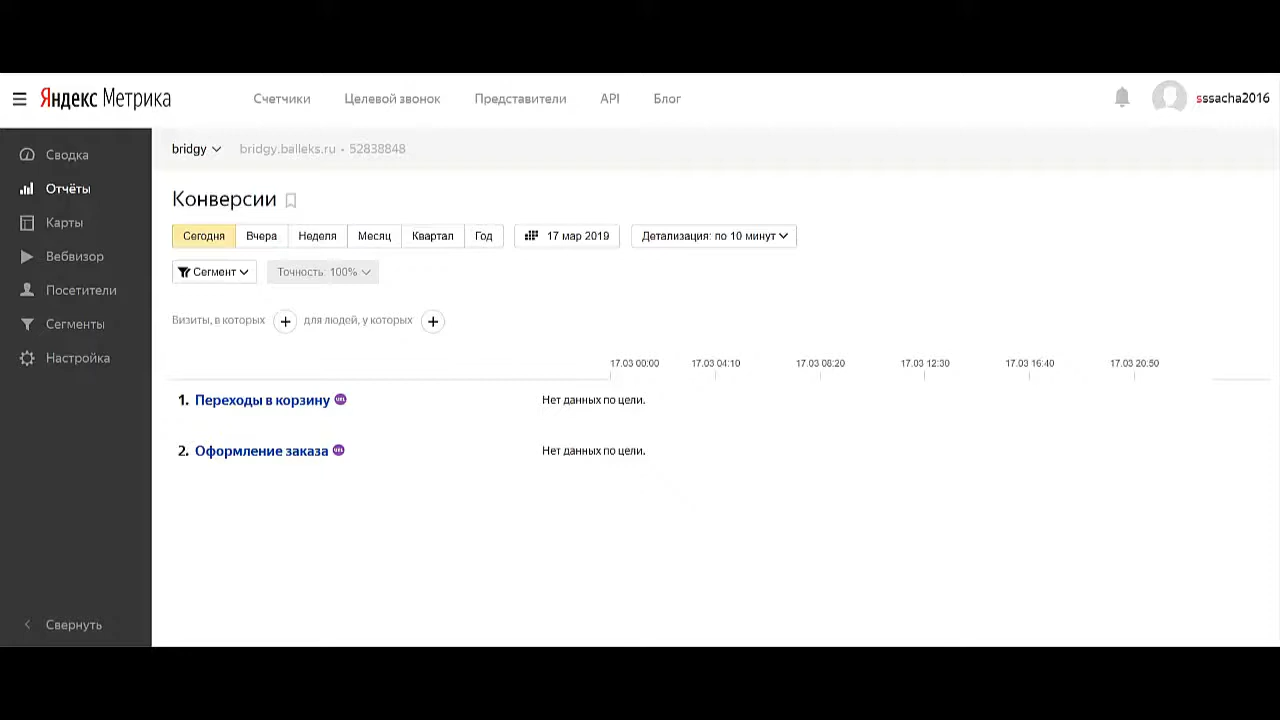 Яндекс Метрика Счетчики Целевой звонок Представители API Блог sssacha2016
bridgy bridgy.balleks.ru • 52838848
Сводка
Отчёты
Карты
Вебвизор
Посетители
Сегменты
Настройка
Свернуть
Конверсии
Сегодня Вчера Неделя Месяц Квартал Год 17 мар 2019 Детализация: по 10 минут
Сегмент Точность: 100%
Визиты, в которых + для людей, у которых +
17.03 00:00 17.03 04:10 17.03 08:20 17.03 12:30 17.03 16:40 17.03 20:50
1. Переходы в корзину URL Нет данных по цели.
2. Оформление заказа URL Нет данных по цели.